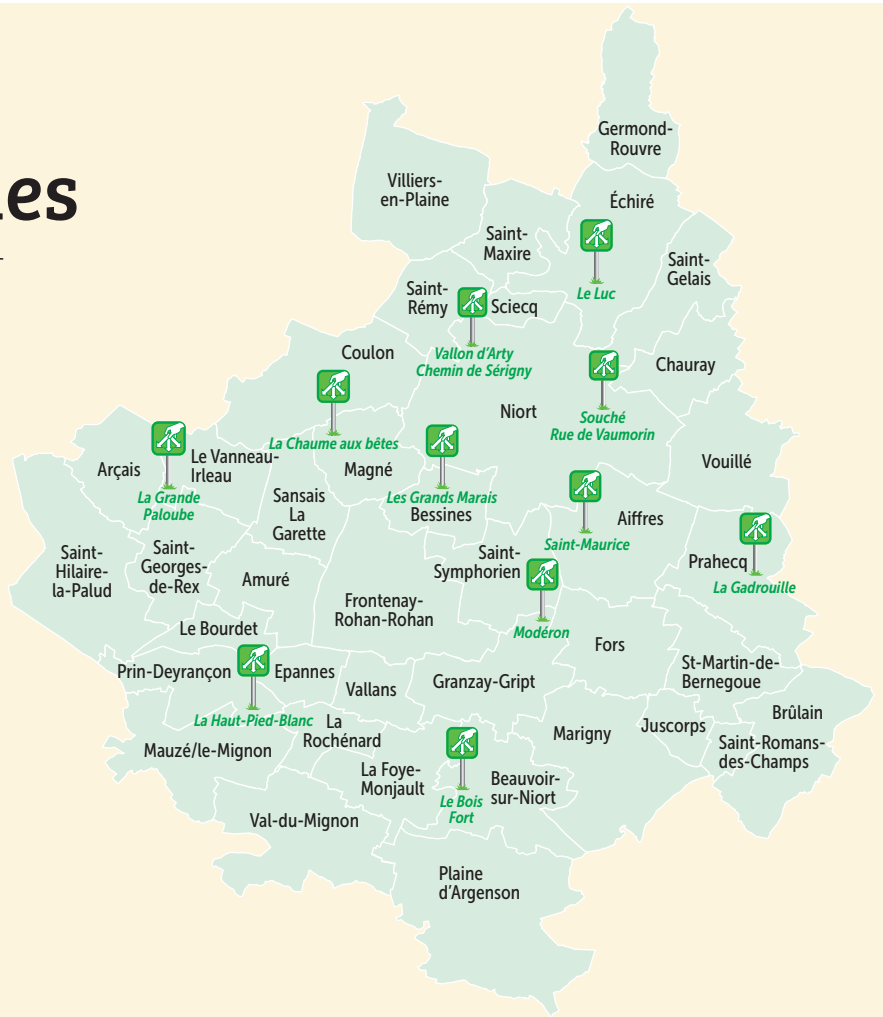 Germond-
Rouvre
Villiers-
en-Plaine
es
Échiré
Saint-
Maxire
Saint-
Gelais
Le Luc
Saint-
Rémy
Sciecq
Vallon d'Arty
Chemin de Sérigny
Coulon
Chauray
Niort
Souché
Rue de Vaumorin
La Chaume aux bêtes
Magné
Vouillé
Arçais
Le Vanneau-
Irleau
La Grande
Paloube
Sansais
La
Garette
Les Grands Marais
Bessines
Aiffres
Saint-Maurice
Saint-
Hilaire-
la-Palud
Saint-
Georges-
de-Rex
Amuré
Saint-
Symphorien
Prahecq
La Gadrouille
Frontenay-
Rohan-Rohan
Modéron
Le Bourdet
Fors
Prin-Deyrançon
Epannes
Vallans
Granzay-Gript
St-Martin-de-
Bernegoue
La Haut-Pied-Blanc
La
Rochénard
Mauzé/le-Mignon
Marigny
Juscorps
Brûlain
Saint-Romans-
des-Champs
La Foye-
Monjault
Beauvoir-
sur-Niort
Le Bois
Fort
Val-du-Mignon
Plaine
d'Argenson